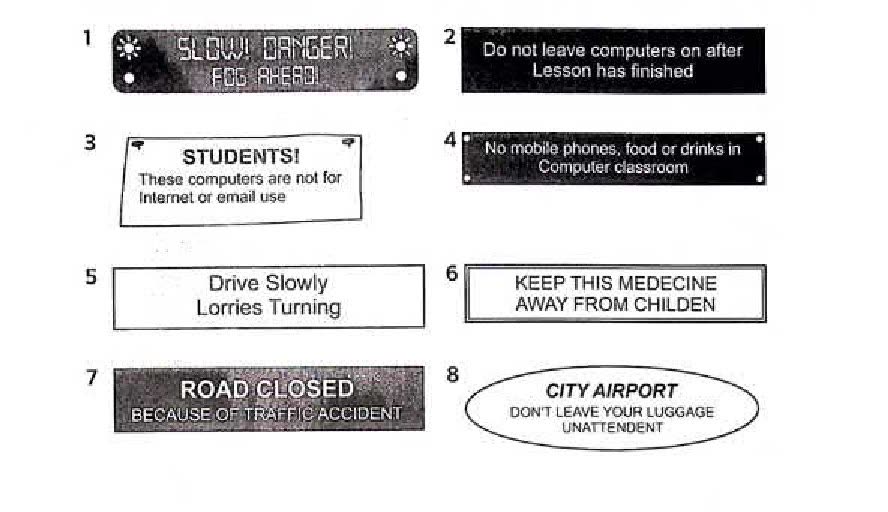 1
SLOW! DANGER!
FOG AHEAD!
2
Do not leave computers on after
Lesson has finished
3
STUDENTS!
These computers are not for
Internet or email use
4
No mobile phones, food or drinks in
Computer classroom
5
Drive Slowly
Lorries Turning
6
KEEP THIS MEDECINE
AWAY FROM CHILDEN
7
ROAD CLOSED
BECAUSE OF TRAFFIC ACCIDENT
8
CITY AIRPORT
DON'T LEAVE YOUR LUGGAGE
UNATTENDENT